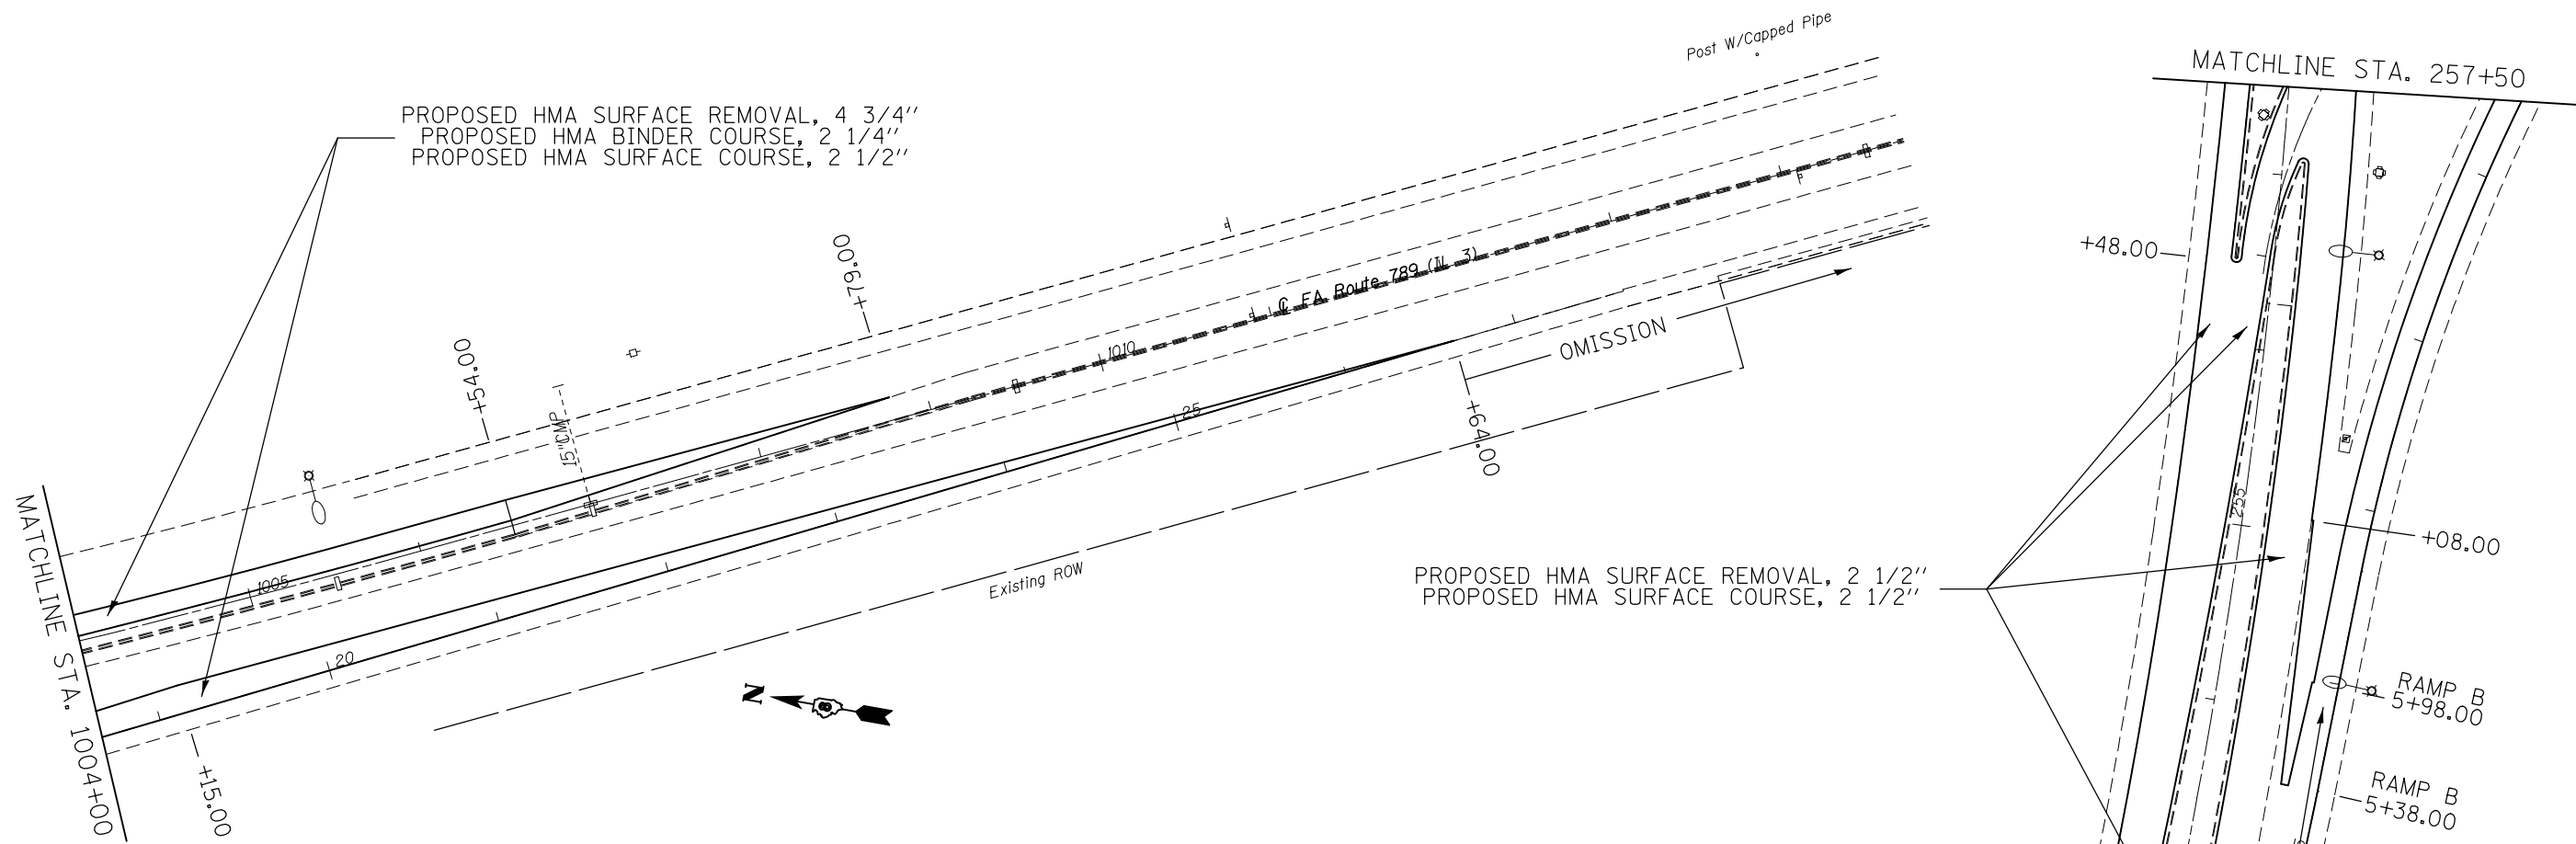 Post W/Capped Pipe
MATCHLINE STA. 257+50
PROPOSED HMA SURFACE REMOVAL, 4 3/4"
PROPOSED HMA BINDER COURSE, 2 1/4"
PROPOSED HMA SURFACE COURSE, 2 1/2"
+79.00
+48.00
℄ FA Route 789 (IL 3)
OMISSION
+54.00
1010
15"CMP
25
+64.00
MATCHLINE STA. 1004+00
1005
Existing ROW
20
N
+15.00
255
+08.00
PROPOSED HMA SURFACE REMOVAL, 2 1/2"
PROPOSED HMA SURFACE COURSE, 2 1/2"
RAMP B
5+98.00
RAMP B
5+38.00